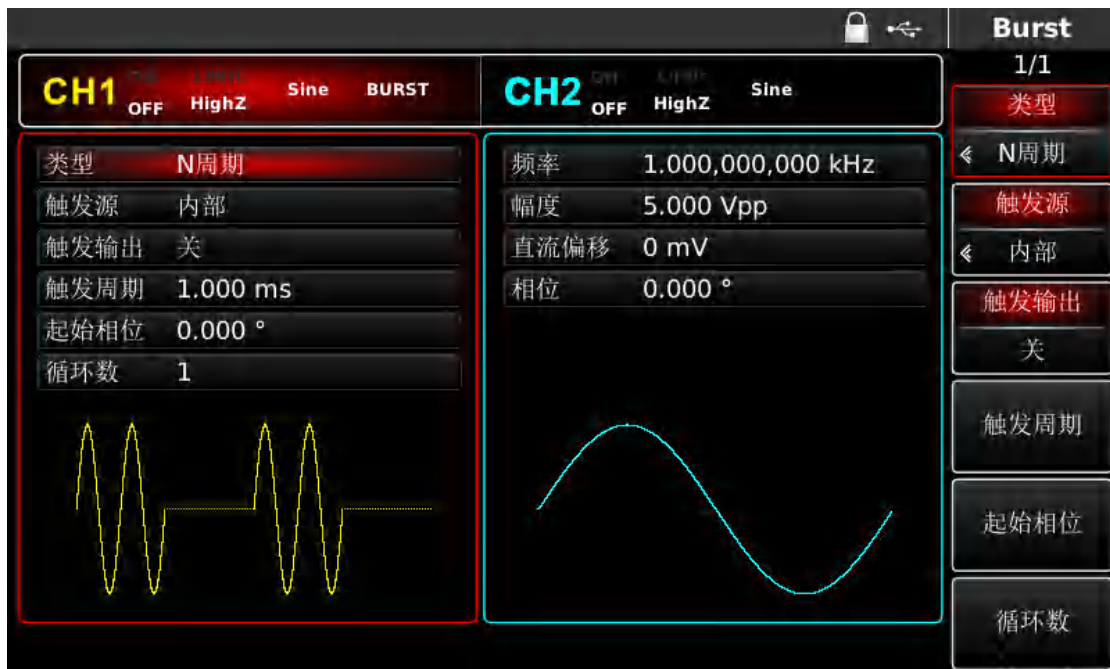 Burst
1/1
CH1 OFF HighZ Sine BURST
CH2 OFF HighZ Sine
类型 N周期
触发源 内部
触发输出 关
触发周期 1.000 ms
起始相位 0.000 °
循环数 1
频率 1.000,000,000 kHz
幅度 5.000 Vpp
直流偏移 0 mV
相位 0.000 °
类型
N周期
触发源
内部
触发输出
关
触发周期
起始相位
循环数